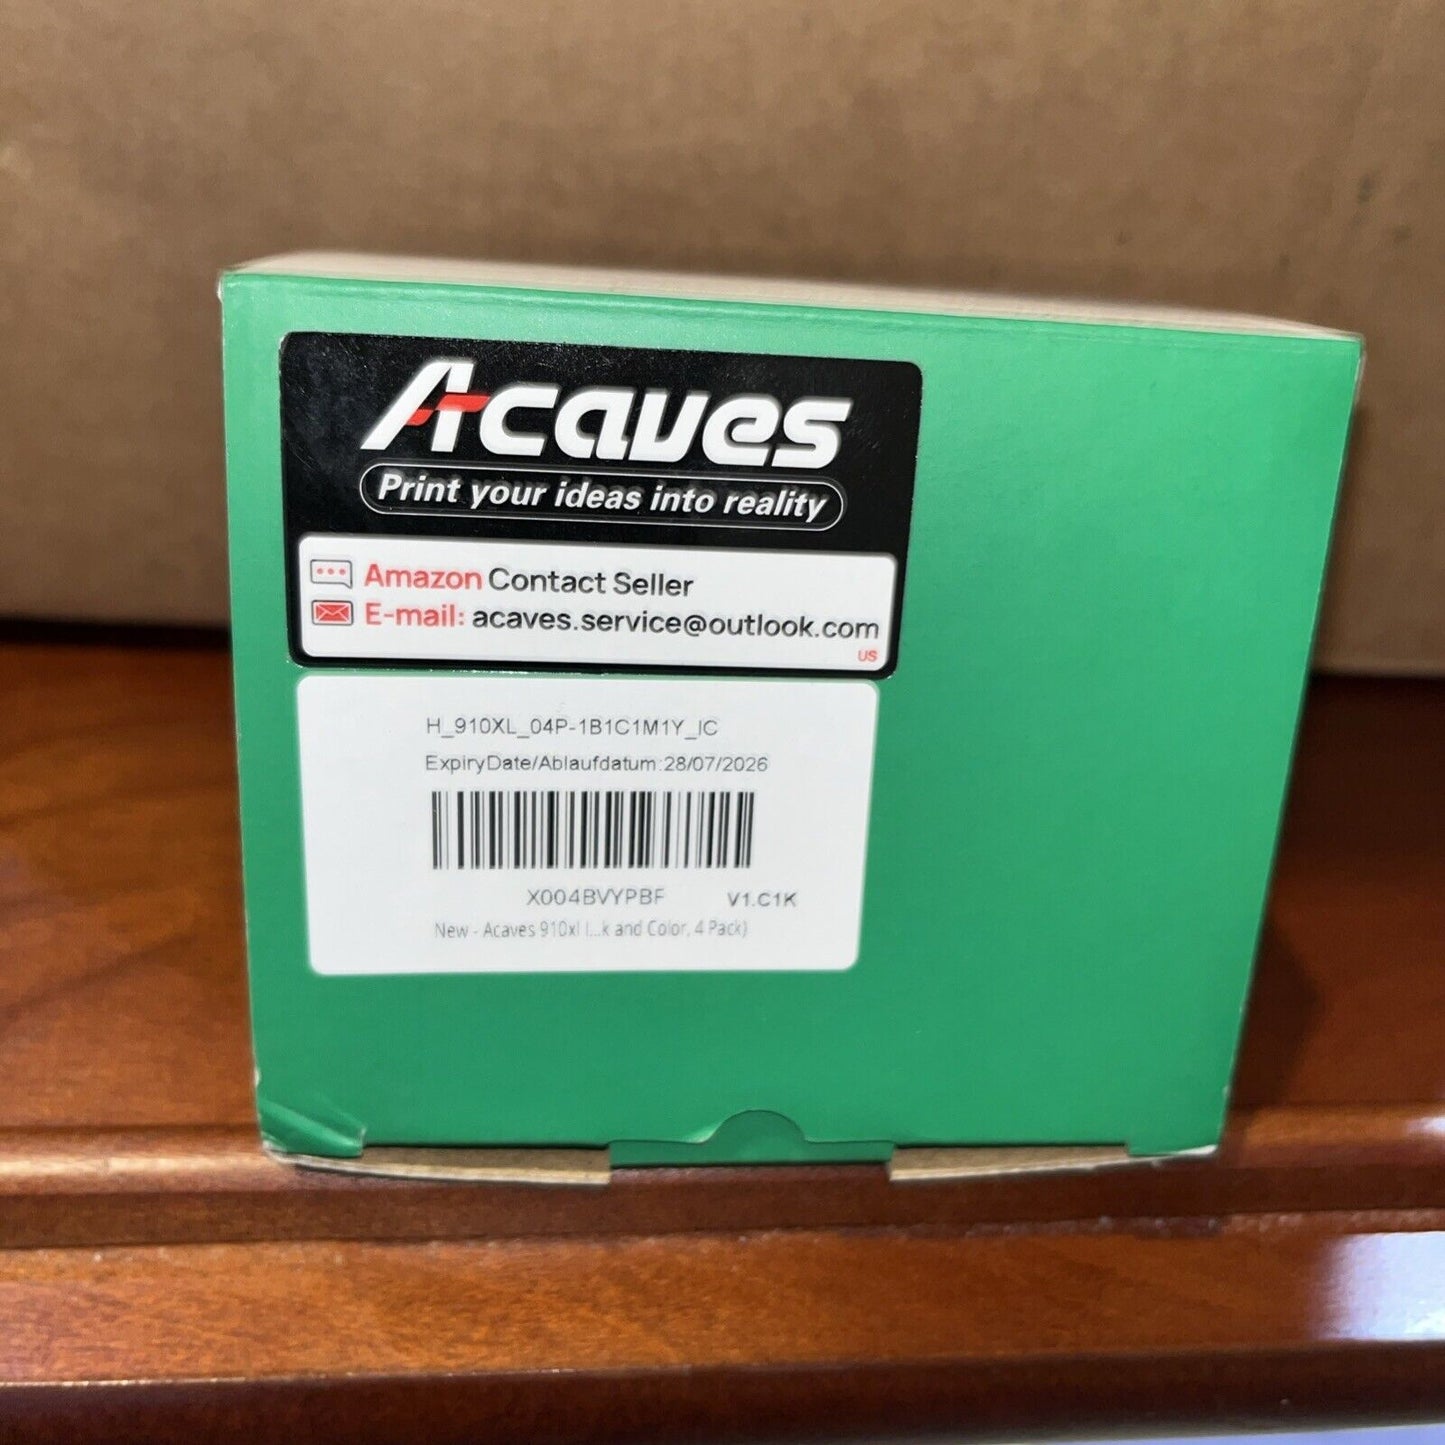 Acaves
Print your ideas into reality
Amazon Contact Seller
E-mail: acaves.service@outlook.com
US
H_910XL_04P-1B1C1M1Y_IC
ExpiryDate/Ablaufdatum:28/07/2026
X004BVYPBF V1.C1K
New - Acaves 910xl I...k and Color, 4 Pack)